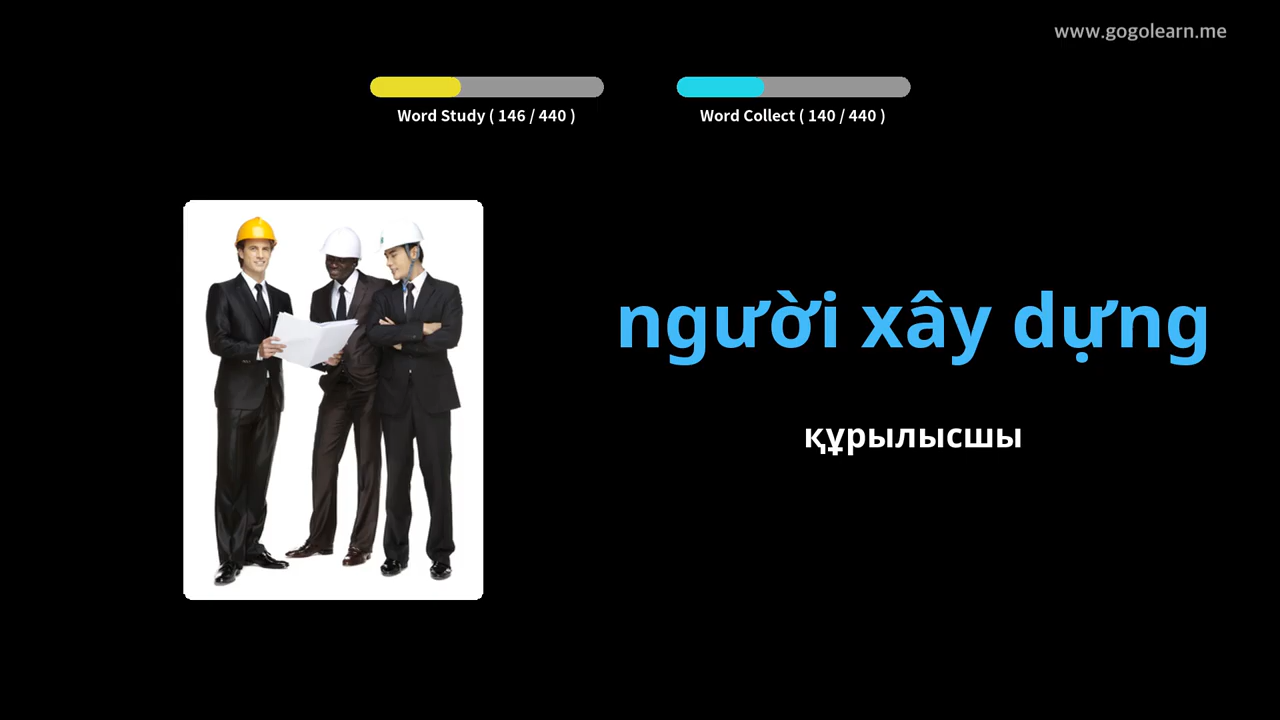 www.gogolearn.me
Word Study ( 146 / 440 )
Word Collect ( 140 / 440 )
người xây dựng
құрылысшы